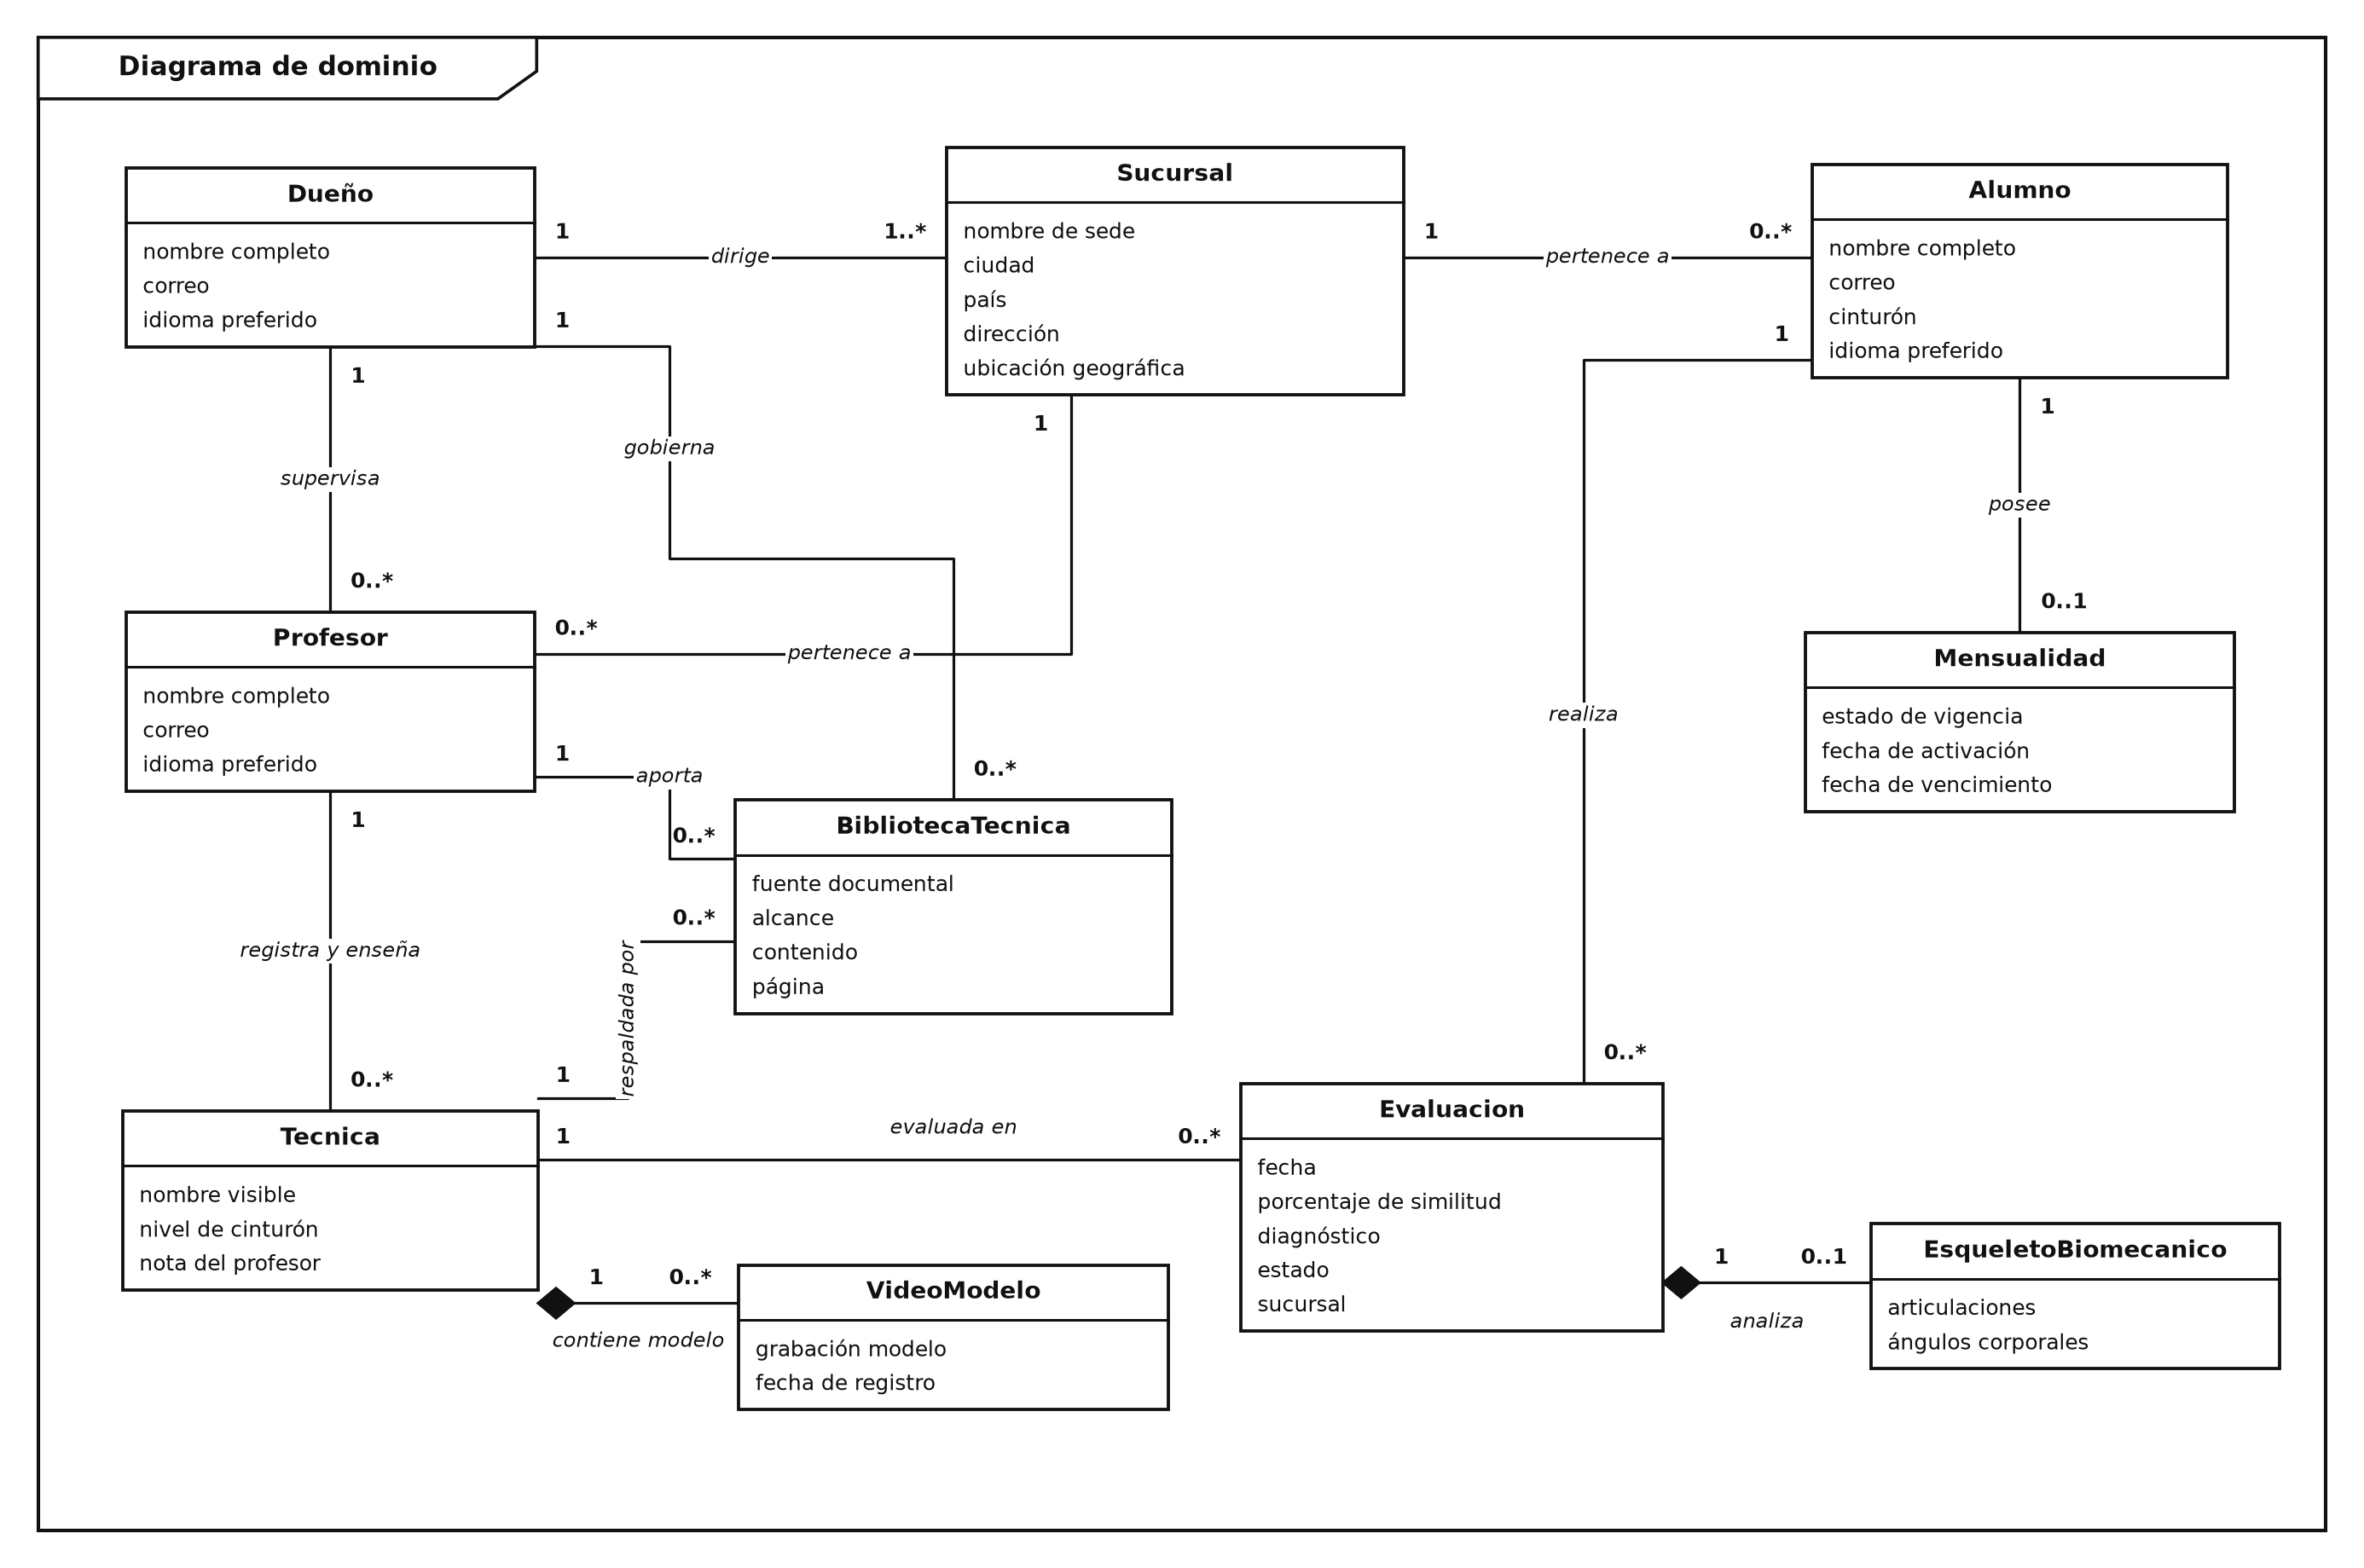 Diagrama de dominio
Dueño
nombre completo
correo
idioma preferido
1
dirige
1..*
Sucursal
nombre de sede
ciudad
país
dirección
ubicación geográfica
1
pertenece a
0..*
Alumno
nombre completo
correo
cinturón
idioma preferido
1
gobierna
0..*
1
supervisa
0..*
1
1
realiza
0..*
1
posee
0..1
Profesor
nombre completo
correo
idioma preferido
0..*
pertenece a
Mensualidad
estado de vigencia
fecha de activación
fecha de vencimiento
1
aporta
0..*
BibliotecaTecnica
fuente documental
alcance
contenido
página
1
registra y enseña
0..*
0..*
respaldada por
1
Tecnica
nombre visible
nivel de cinturón
nota del profesor
1
evaluada en
0..*
Evaluacion
fecha
porcentaje de similitud
diagnóstico
estado
sucursal
1
0..*
contiene modelo
VideoModelo
grabación modelo
fecha de registro
1
0..1
analiza
EsqueletoBiomecanico
articulaciones
ángulos corporales